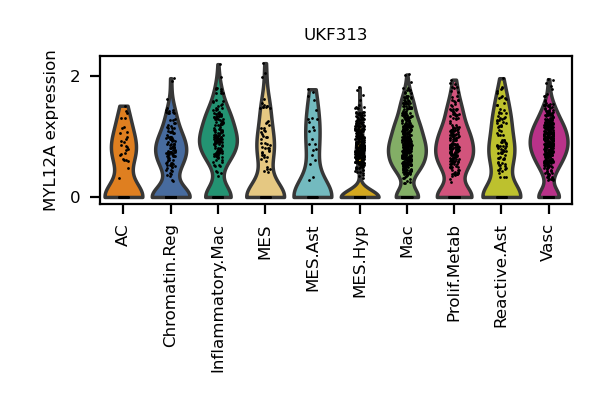 UKF313
MYL12A expression
2
0
AC
Chromatin.Reg
Inflammatory.Mac
MES
MES.Ast
MES.Hyp
Mac
Prolif.Metab
Reactive.Ast
Vasc